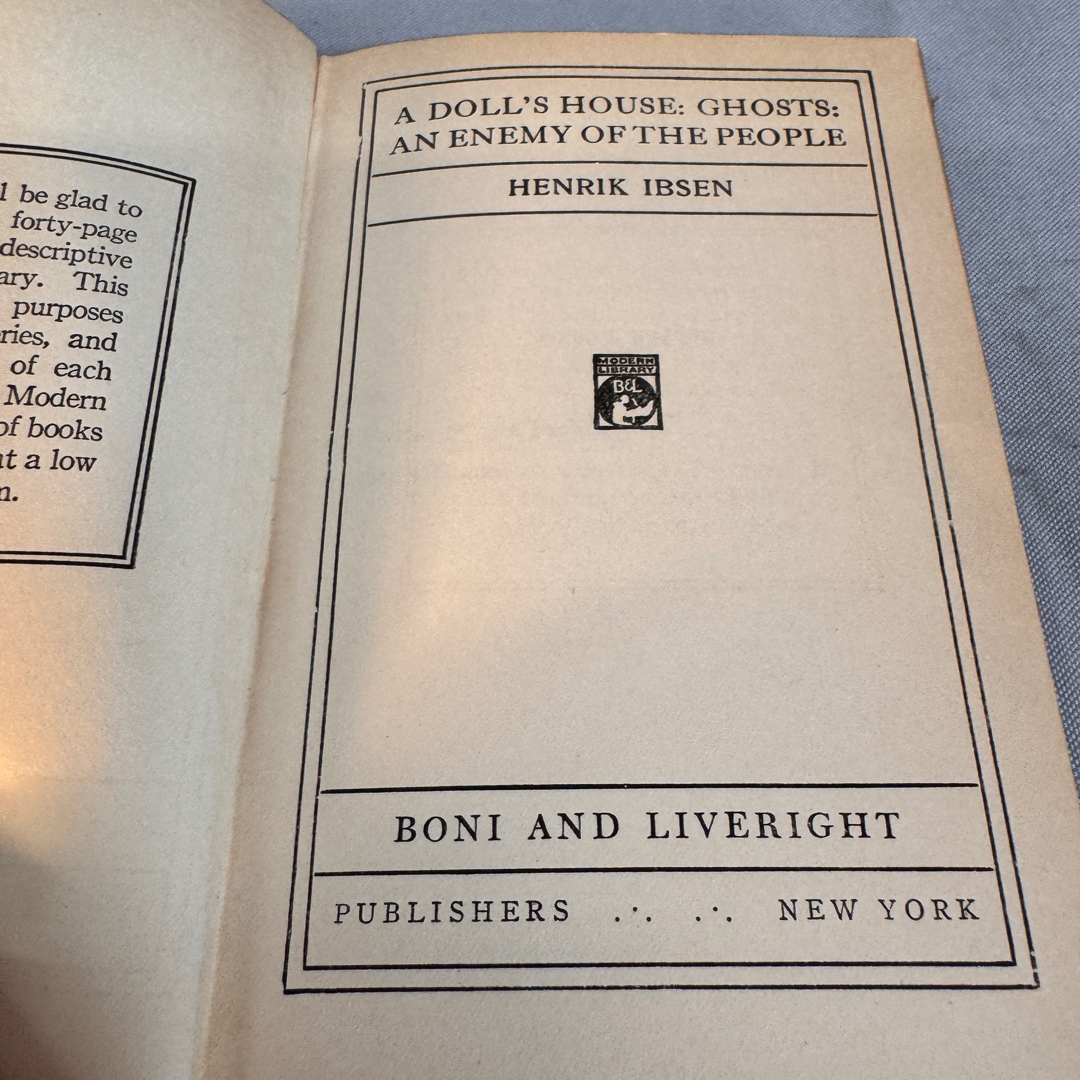 l be glad to
forty-page
descriptive
ary. This
purposes
ries, and
of each
Modern
of books
at a low
n.
A DOLL'S HOUSE: GHOSTS:
AN ENEMY OF THE PEOPLE
HENRIK IBSEN
MODERN
LIBRARY
B&L
BONI AND LIVERIGHT
PUBLISHERS .·. .·. NEW YORK